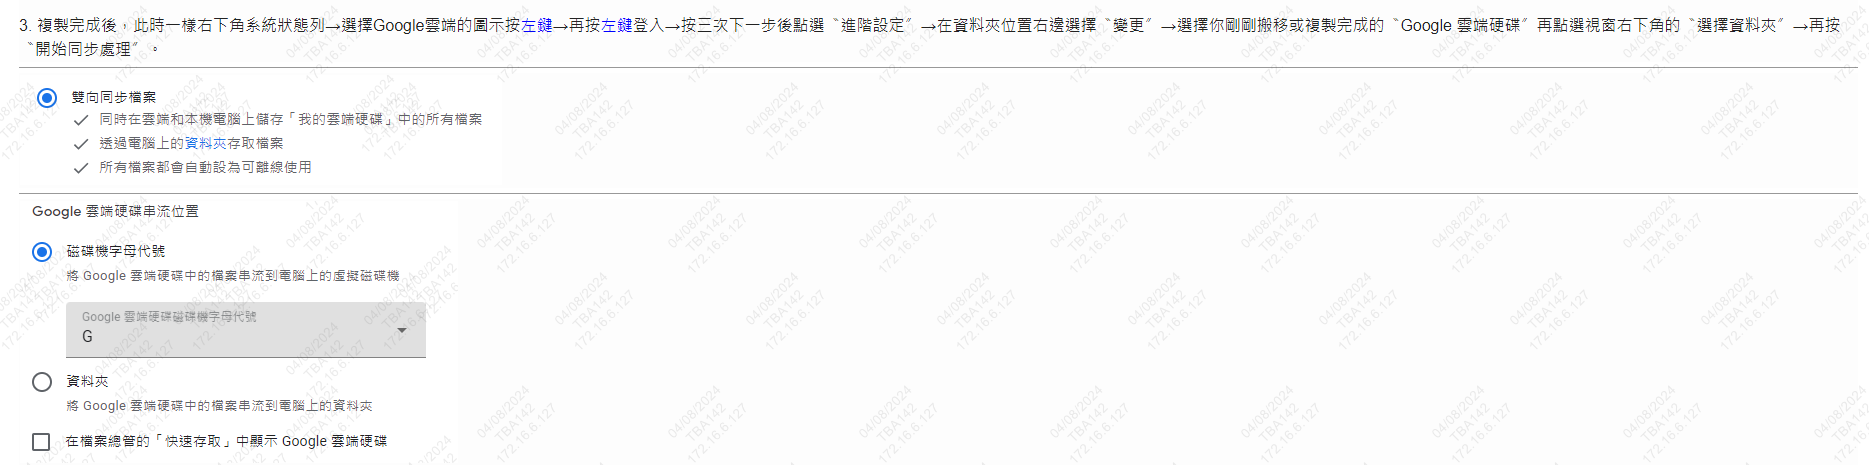 3. 複製完成後，此時一樣右下角系統狀態列→選擇Google雲端的圖示按左鍵→再按左鍵登入→按三次下一步後點選〝進階設定〞→在資料夾位置右邊選擇〝變更〞→選擇你剛剛搬移或複製完成的〝Google 雲端硬碟〞再點選視窗右下角的〝選擇資料夾〞→再按
〝開始同步處理〞。
雙向同步檔案
同時在雲端和本機電腦上儲存「我的雲端硬碟」中的所有檔案
透過電腦上的資料夾存取檔案
所有檔案都會自動設為可離線使用
Google 雲端硬碟串流位置
磁碟機字母代號
將 Google 雲端硬碟中的檔案串流到電腦上的虛擬磁碟機
Google 雲端硬碟磁碟機字母代號
G
資料夾
將 Google 雲端硬碟中的檔案串流到電腦上的資料夾
在檔案總管的「快速存取」中顯示 Google 雲端硬碟
04/08/2024
TBA142
172.16.6.127